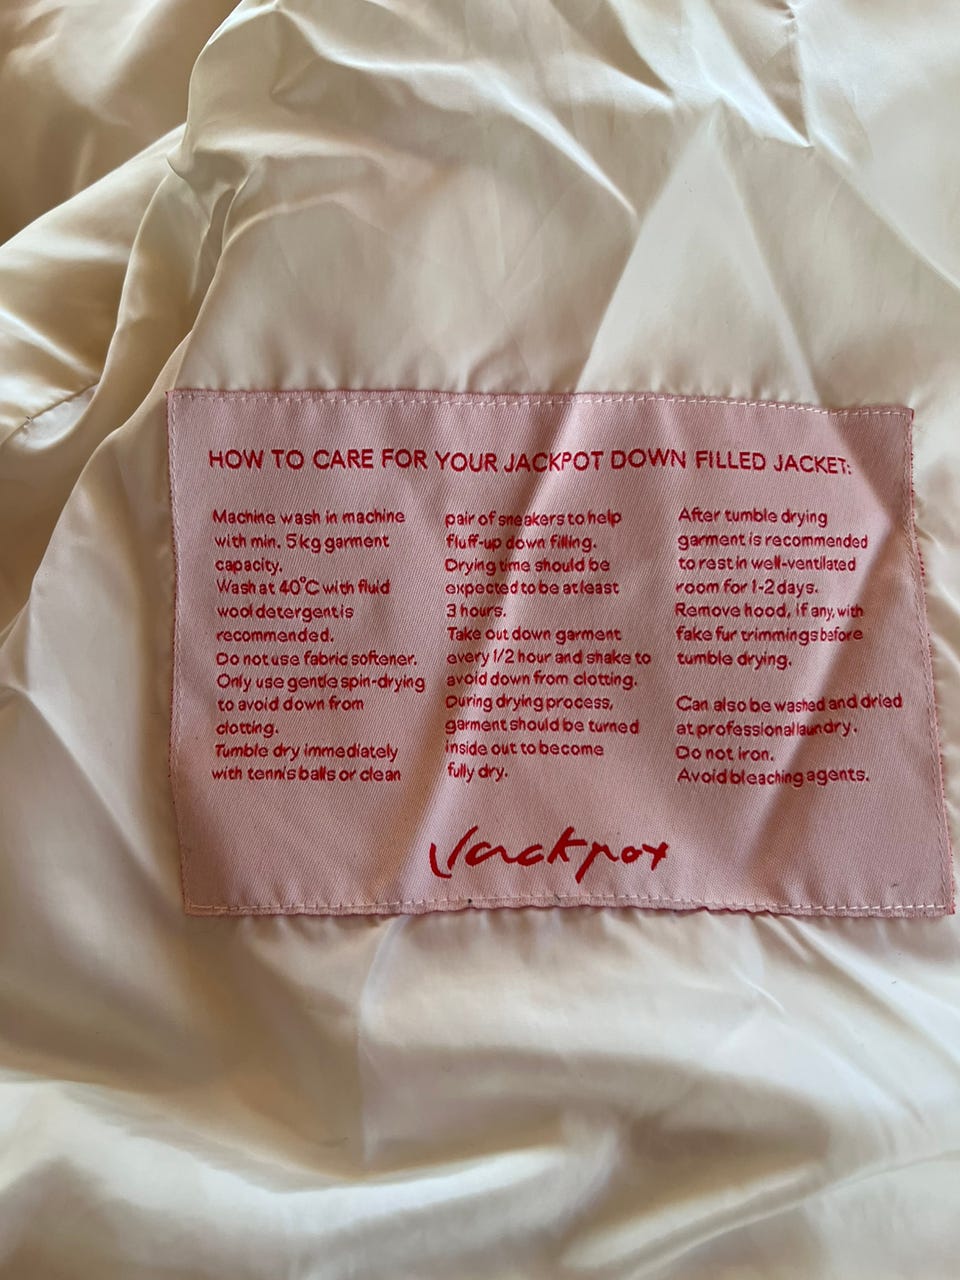 HOW TO CARE FOR YOUR JACKPOT DOWN FILLED JACKET:
Machine wash in machine
with min. 5kg garment
capacity.
Wash at 40°C with fluid
wool detergent is
recommended.
Do not use fabric softener.
Only use gentle spin-drying
to avoid down from
clotting.
Tumble dry immediately
with tennis balls or clean
pair of sneakers to help
fluff-up down filling.
Drying time should be
expected to be at least
3 hours.
Take out down garment
every 1/2 hour and shake to
avoid down from clotting.
During drying process,
garment should be turned
inside out to become
fully dry.
After tumble drying
garment is recommended
to rest in well-ventilated
room for 1-2 days.
Remove hood, if any, with
fake fur trimmings before
tumble drying.
Can also be washed and dried
at professional laundry.
Do not iron.
Avoid bleaching agents.
Jackpot